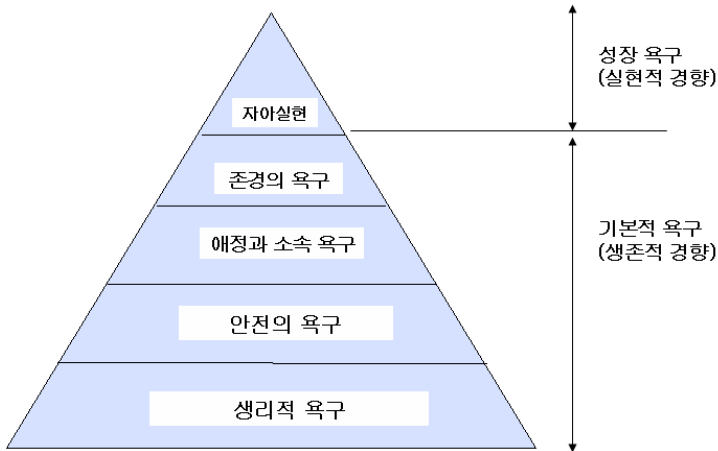 성장 욕구
(실현적 경향)
자아실현
존경의 욕구
애정과 소속 욕구
기본적 욕구
(생존적 경향)
안전의 욕구
생리적 욕구